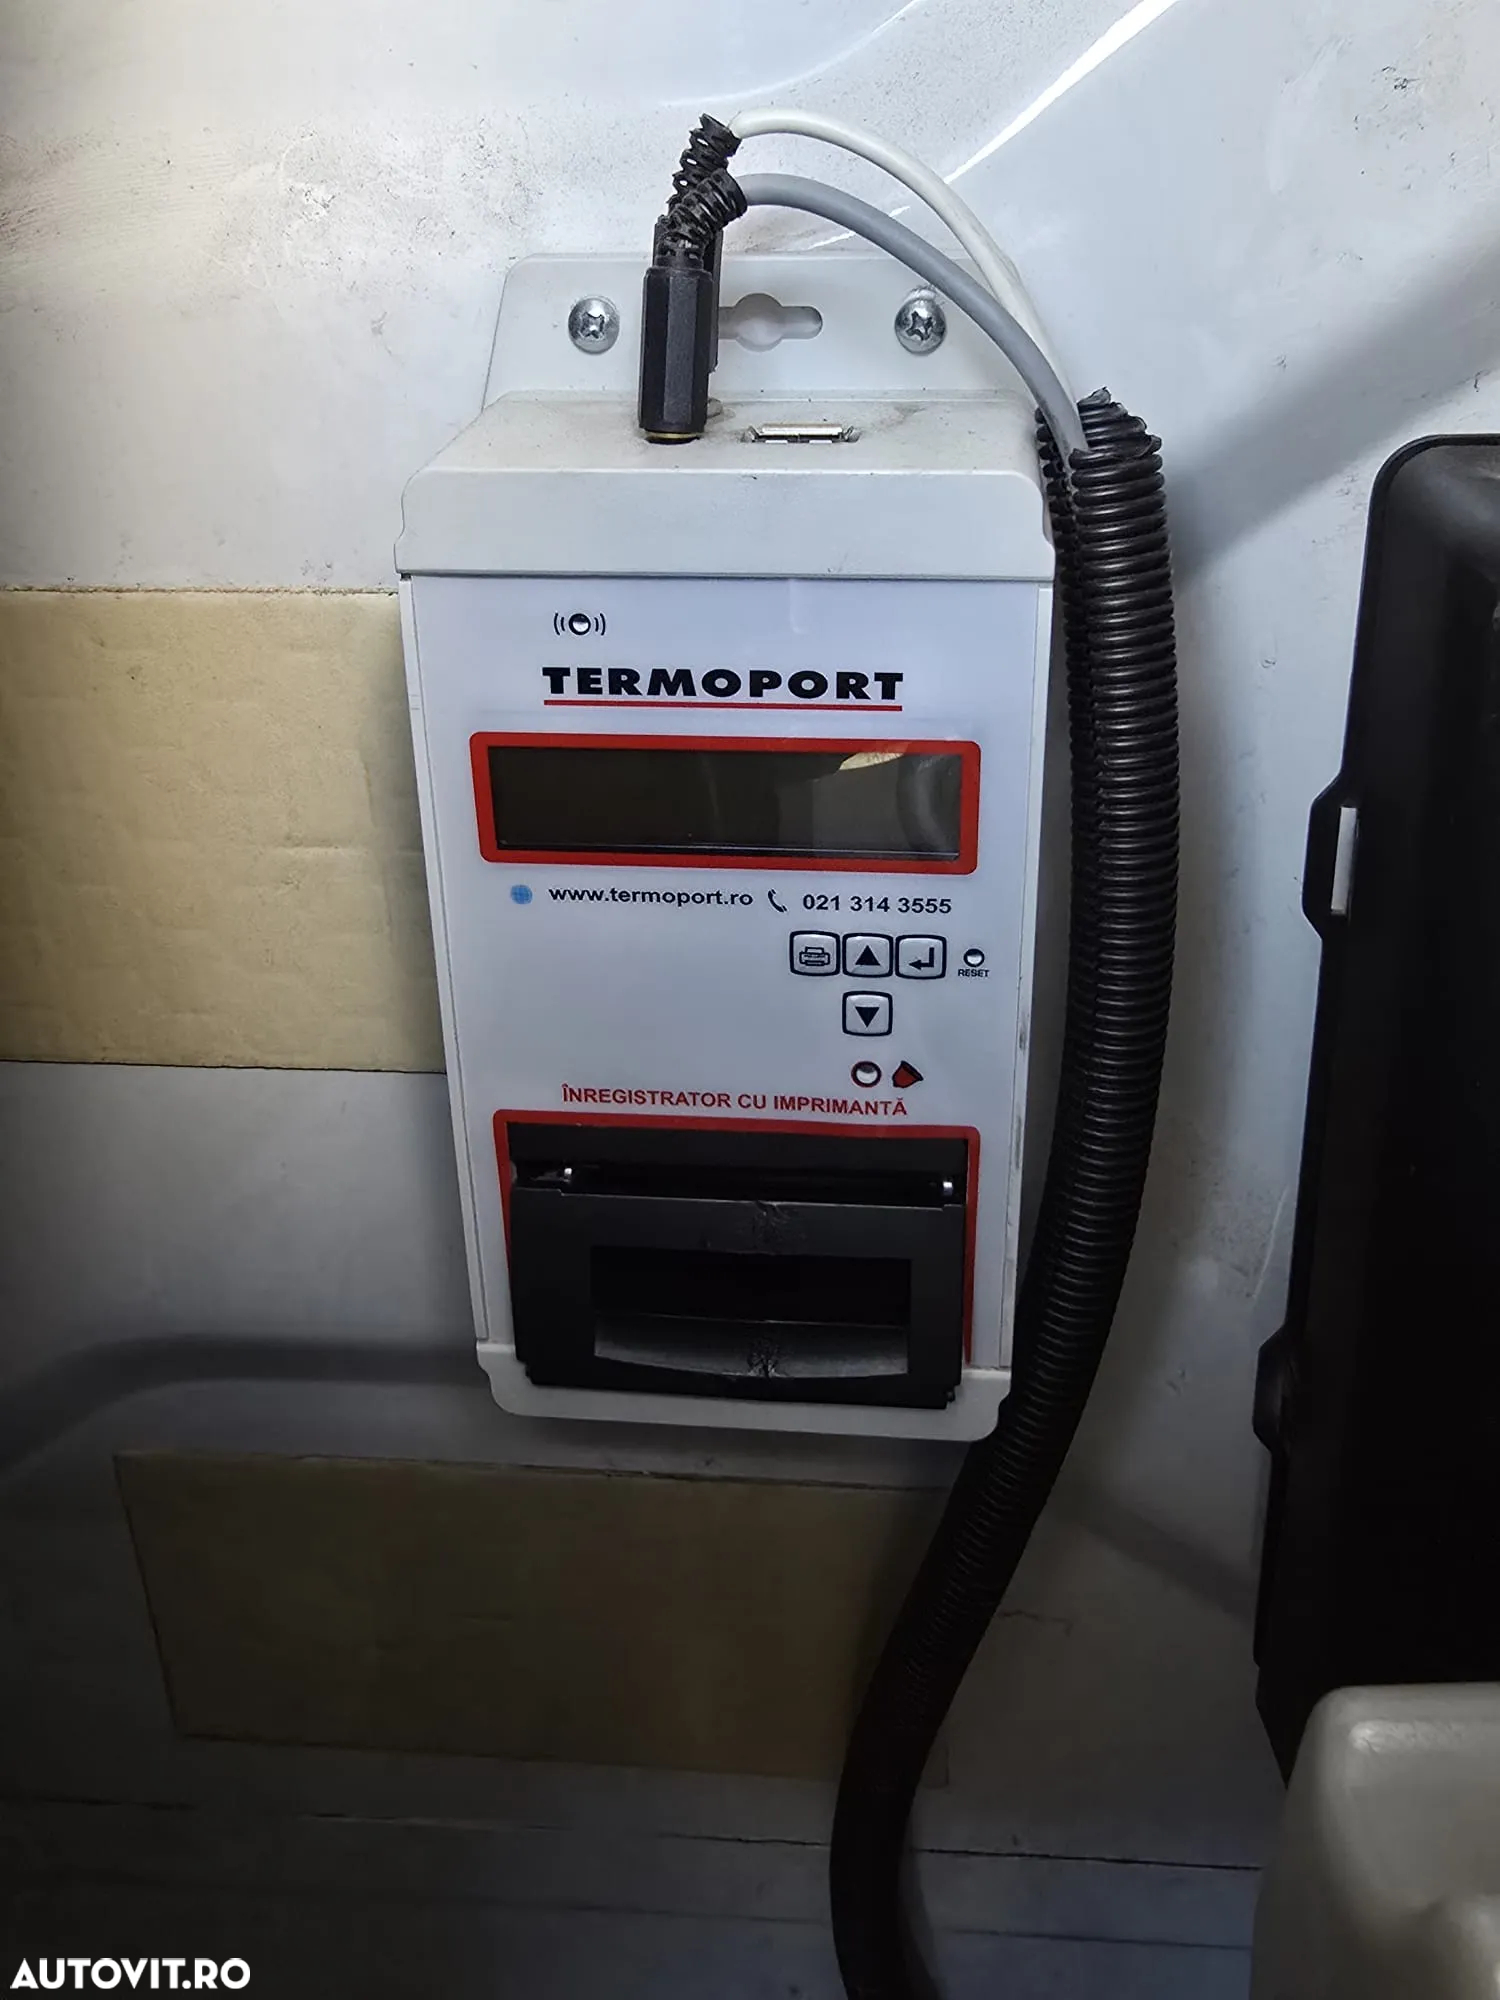 TERMOPORT
www.termoport.ro 021 314 3555
RESET
ÎNREGISTRATOR CU IMPRIMANTĂ
AUTOVIT.RO